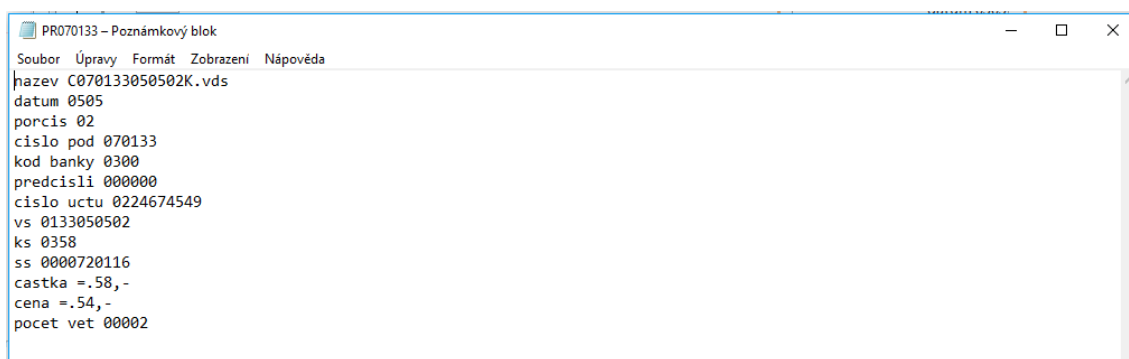 PR070133 – Poznámkový blok
Soubor Úpravy Formát Zobrazení Nápověda
nazev C070133050502K.vds
datum 0505
porcis 02
cislo pod 070133
kod banky 0300
predcisli 000000
cislo uctu 0224674549
vs 0133050502
ks 0358
ss 0000720116
castka =.58,-
cena =.54,-
pocet vet 00002